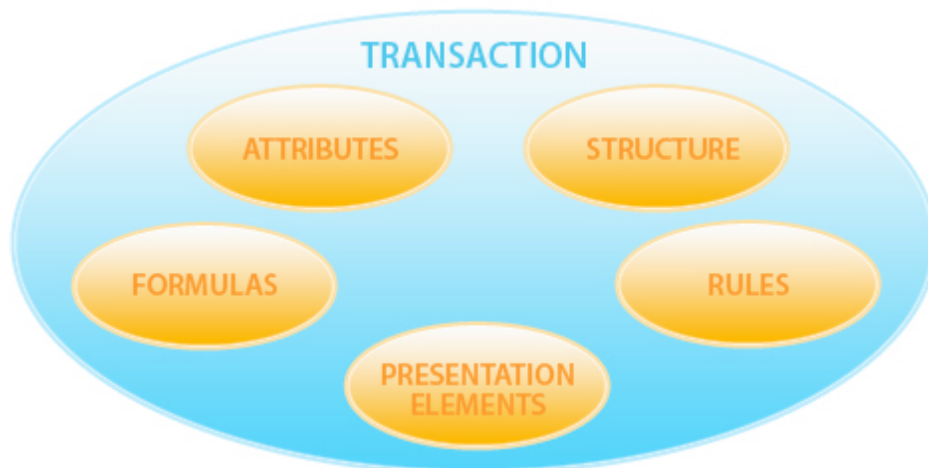 TRANSACTION
ATTRIBUTES
STRUCTURE
FORMULAS
RULES
PRESENTATION
ELEMENTS